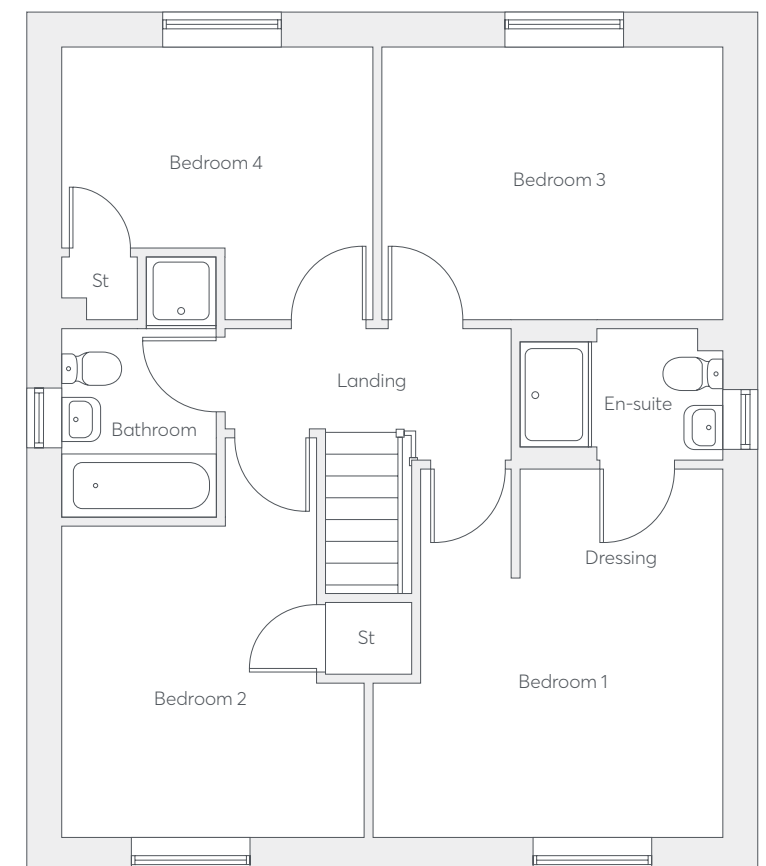 Bedroom 4
Bedroom 3
St
Landing
En-suite
Bathroom
Dressing
St
Bedroom 1
Bedroom 2